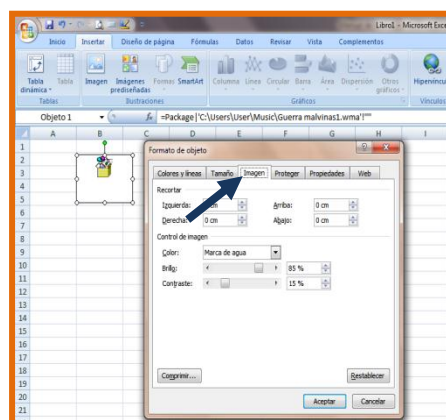 Libro1 - Microsoft Exce
Inicio Insertar Diseño de página Fórmulas Datos Revisar Vista Complementos
Tabla dinámica Tabla Imagen Imágenes prediseñadas Formas SmartArt Columna Línea Circular Barra Área Dispersión Otros gráficos Hipervíncu
Tablas Ilustraciones Gráficos Vínculos
Objeto 1 fx =Package|'C:\Users\User\Music\Guerra malvinas1.wma'!''''
A B C D E F G H I
1
2
3
4
5
6
7
8
9
10
11
12
13
14
15
16
17
18
19
20
21
Formato de objeto
Colores y líneas Tamaño Imagen Proteger Propiedades Web
Recortar
Izquierda: cm Arriba: 0 cm
Derecha: 0 cm Abajo: 0 cm
Control de imagen
Color: Marca de agua
Brillo: 85 %
Contraste: 15 %
Comprimir... Restablecer
Aceptar Cancelar